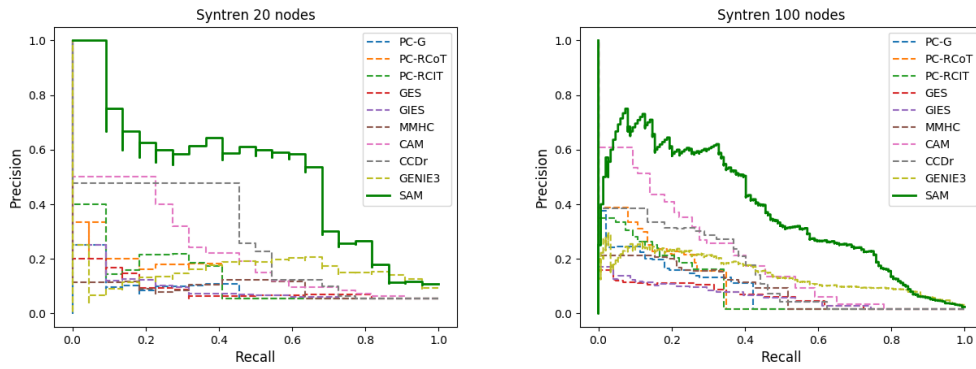 Syntren 20 nodes
Precision
1.0
0.8
0.6
0.4
0.2
0.0
PC-G
PC-RCoT
PC-RCIT
GES
GIES
MMHC
CAM
CCDr
GENIE3
SAM
0.0 0.2 0.4 0.6 0.8 1.0
Recall
Syntren 100 nodes
Precision
1.0
0.8
0.6
0.4
0.2
0.0
PC-G
PC-RCoT
PC-RCIT
GES
GIES
MMHC
CAM
CCDr
GENIE3
SAM
0.0 0.2 0.4 0.6 0.8 1.0
Recall